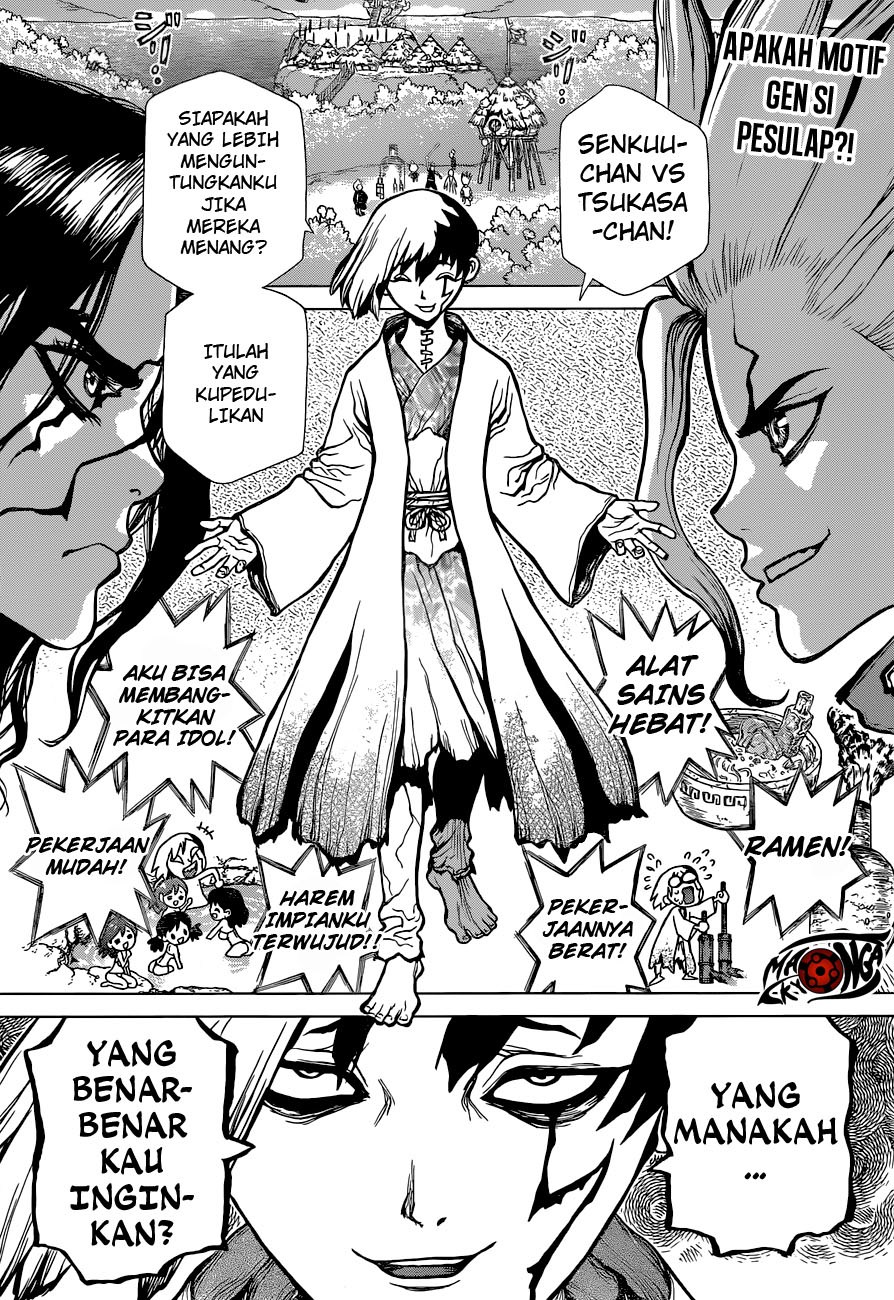 APAKAH MOTIF
GEN SI
PESULAP?!
SENKUU-
CHAN VS
TSUKASA
-CHAN!
SIAPAKAH
YANG LEBIH
MENGUN-
TUNGKANKU
JIKA
MEREKA
MENANG?
ITULAH
YANG
KUPEDU-
LIKAN
ALAT
SAINS
HEBAT!
RAMEN!
PEKER-
JAANNYA
BERAT!
AKU BISA
MEMBANG-
KITKAN
PARA IDOL!
HAREM
IMPIANKU
TERWUJUD!!
PEKERJAAN
MUDAH!
MANGA
SKY
YANG
MANAKAH
...
YANG
BENAR-
BENAR
KAU
INGIN-
KAN?